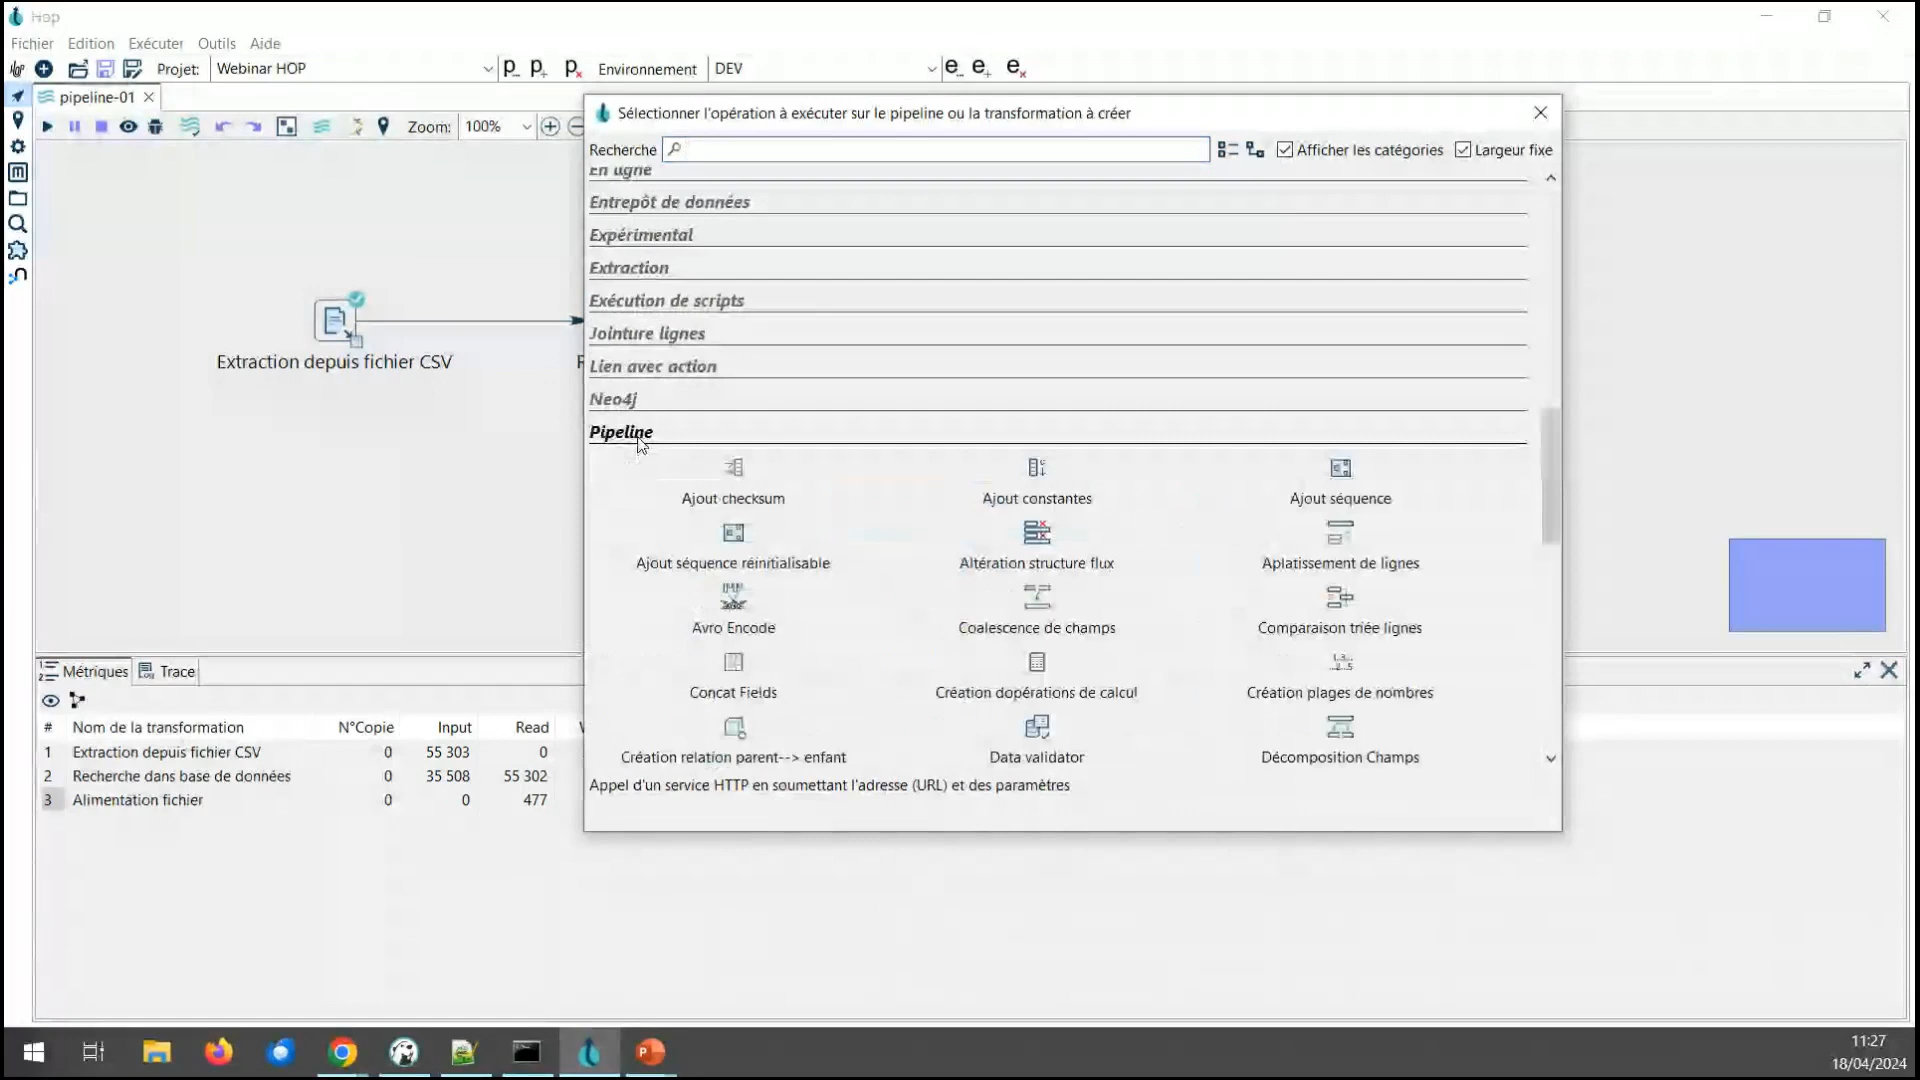 Hop
Fichier Edition Exécuter Outils Aide
Projet: Webinar HOP Environnement DEV
pipeline-01
Zoom: 100%
Sélectionner l'opération à exécuter sur le pipeline ou la transformation à créer
Recherche Afficher les catégories Largeur fixe
En ligne
Entrepôt de données
Expérimental
Extraction
Exécution de scripts
Jointure lignes
Lien avec action
Neo4j
Pipeline
Ajout checksum Ajout constantes Ajout séquence
Ajout séquence réinitialisable Altération structure flux Aplatissement de lignes
Avro Encode Coalescence de champs Comparaison triée lignes
Concat Fields Création dopérations de calcul Création plages de nombres
Création relation parent--> enfant Data validator Décomposition Champs
Appel d'un service HTTP en soumettant l'adresse (URL) et des paramètres
Extraction depuis fichier CSV
Métriques Trace
# Nom de la transformation N°Copie Input Read
1 Extraction depuis fichier CSV 0 55 303 0
2 Recherche dans base de données 0 35 508 55 302
3 Alimentation fichier 0 0 477
11:27
18/04/2024